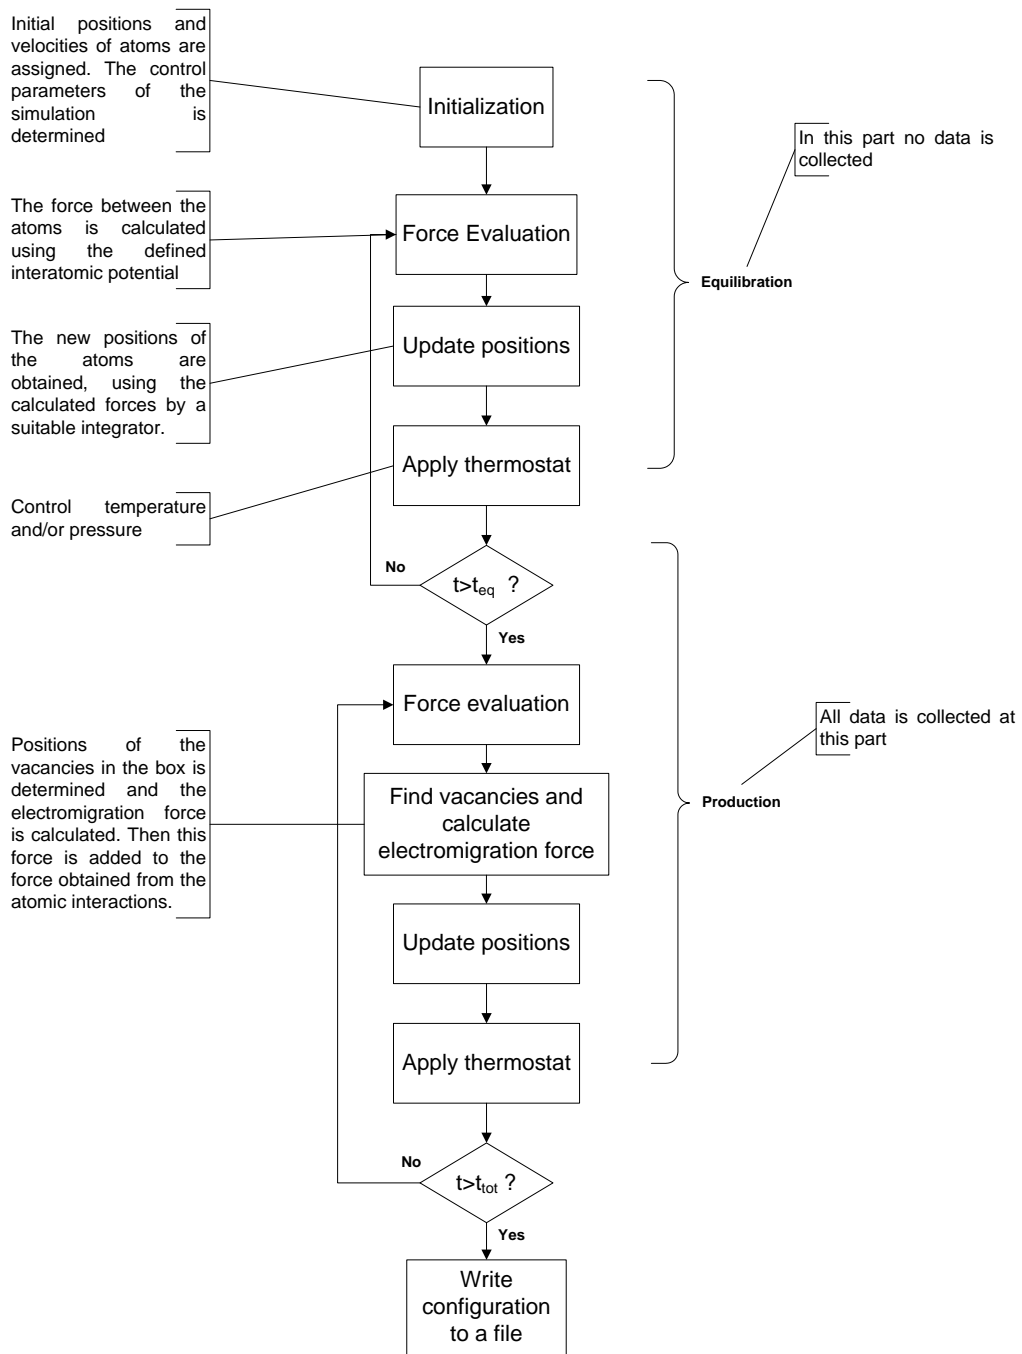 Initial positions and
velocities of atoms are
assigned. The control
parameters of the
simulation is
determined
Initialization
In this part no data is
collected
The force between the
atoms is calculated
using the defined
interatomic potential
Force Evaluation
Equilibration
The new positions of
the atoms are
obtained, using the
calculated forces by a
suitable integrator.
Update positions
Apply thermostat
Control temperature
and/or pressure
No
t>teq ?
Yes
Force evaluation
All data is collected at
this part
Positions of the
vacancies in the box is
determined and the
electromigration force
is calculated. Then this
force is added to the
force obtained from the
atomic interactions.
Find vacancies and
calculate
electromigration force
Production
Update positions
Apply thermostat
No
t>ttot ?
Yes
Write
configuration
to a file